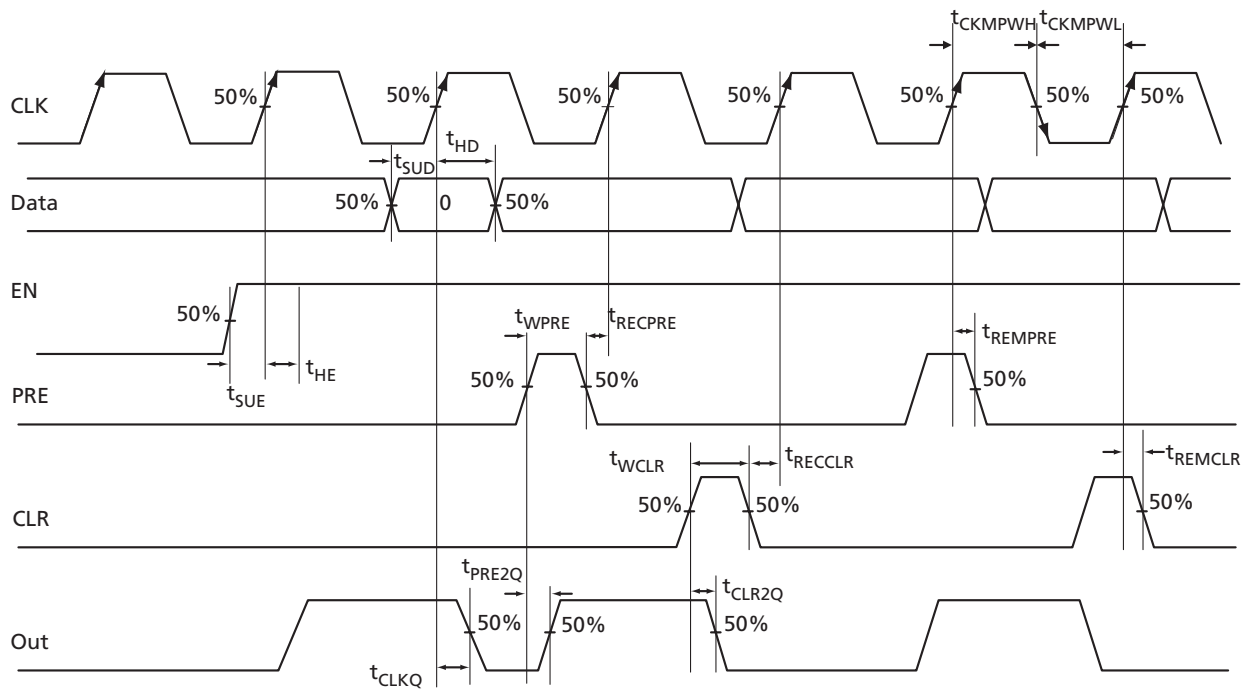 tCKMPWH tCKMPWL
CLK 50% 50% 50% 50% 50% 50% 50%
tSUD tHD
Data 50% 0 50%
EN 50%
tSUE tHE tWPRE tRECPRE tREMPRE
PRE 50% 50% 50%
tWCLR tRECCLR tREMCLR
CLR 50% 50% 50%
tPRE2Q tCLR2Q
Out 50% 50% 50%
tCLKQ